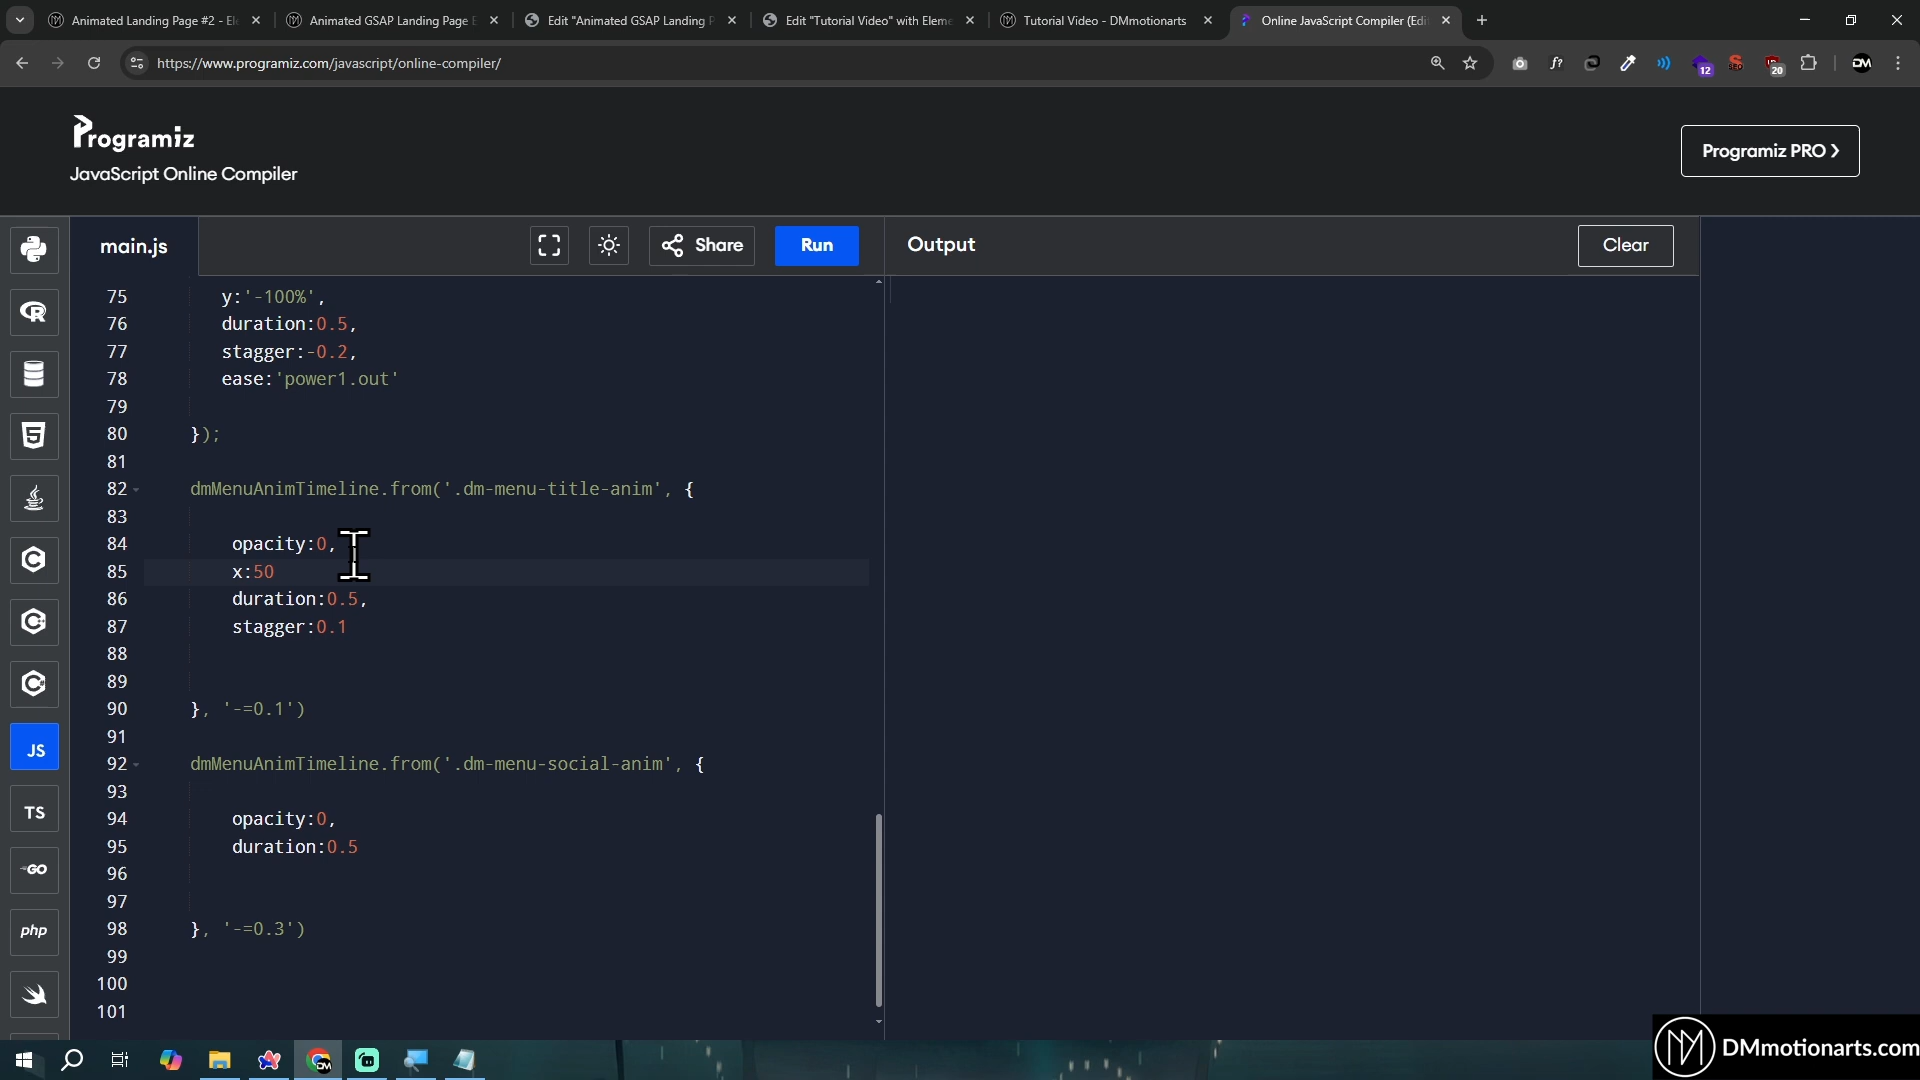 Animated Landing Page #2 - El
Animated GSAP Landing Page E
Edit "Animated GSAP Landing P
Edit "Tutorial Video" with Eleme
Tutorial Video - DMmotionarts
Online JavaScript Compiler (Edi
https://www.programiz.com/javascript/online-compiler/
f?
12
SEO
20
DM
Programiz
JavaScript Online Compiler
Programiz PRO
main.js
Share
Run
Output
Clear
75 y:'-100%',
76 duration:0.5,
77 stagger:-0.2,
78 ease:'power1.out'
79
80 });
81
82 dmMenuAnimTimeline.from('.dm-menu-title-anim', {
83
84 opacity:0,
85 x:50
86 duration:0.5,
87 stagger:0.1
88
89
90 }, '-=0.1')
91
92 dmMenuAnimTimeline.from('.dm-menu-social-anim', {
93
94 opacity:0,
95 duration:0.5
96
97
98 }, '-=0.3')
99
100
101
R
5
C
C
C
JS
TS
GO
php
DM
DMmotionarts.com